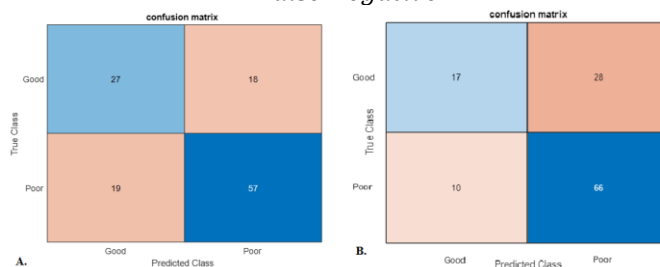 confusion matrix
Good
27
18
True Class
Poor
19
57
A.
Good
Poor
Predicted Class
confusion matrix
Good
17
28
True Class
Poor
10
66
B.
Good
Poor
Predicted Class